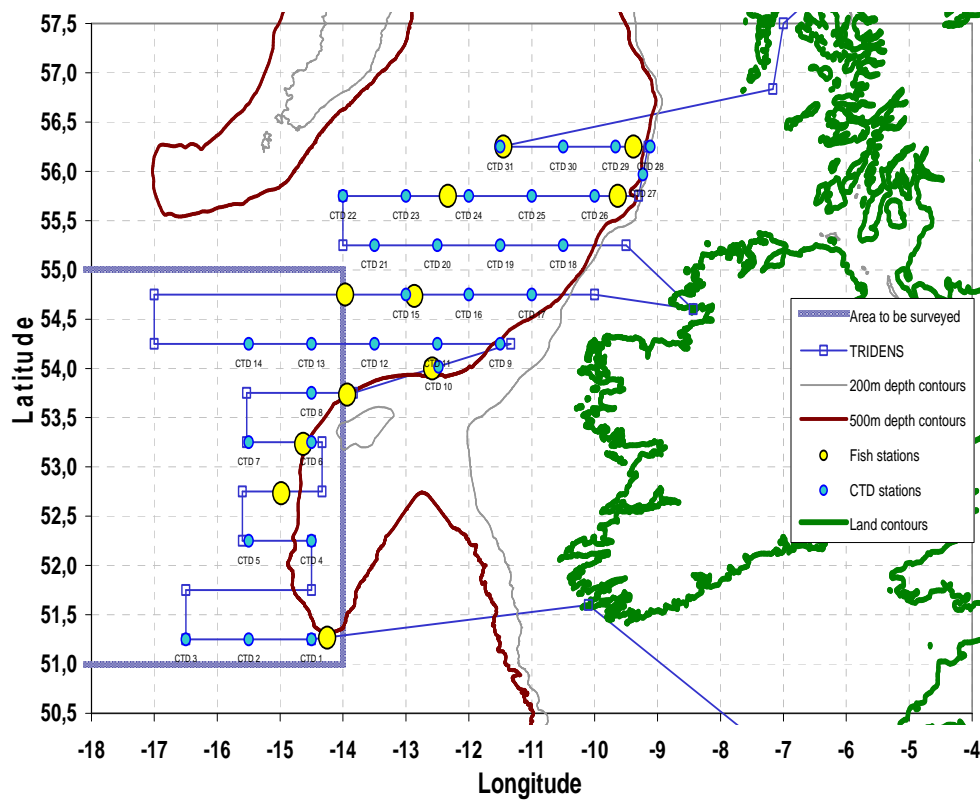 57,5
57,0
56,5
56,0
55,5
55,0
54,5
54,0
53,5
53,0
52,5
52,0
51,5
51,0
50,5
Latitude
CTD 31
CTD 30
CTD 29
CTD 28
CTD 27
CTD 22
CTD 23
CTD 24
CTD 25
CTD 26
CTD 21
CTD 20
CTD 19
CTD 18
CTD 15
CTD 16
CTD 17
CTD 14
CTD 13
CTD 12
CTD 11
CTD 9
CTD 10
CTD 8
CTD 7
CTD 6
CTD 5
CTD 4
CTD 3
CTD 2
CTD 1
Area to be surveyed
TRIDENS
200m depth contours
500m depth contours
Fish stations
CTD stations
Land contours
-18 -17 -16 -15 -14 -13 -12 -11 -10 -9 -8 -7 -6 -5 -4
Longitude